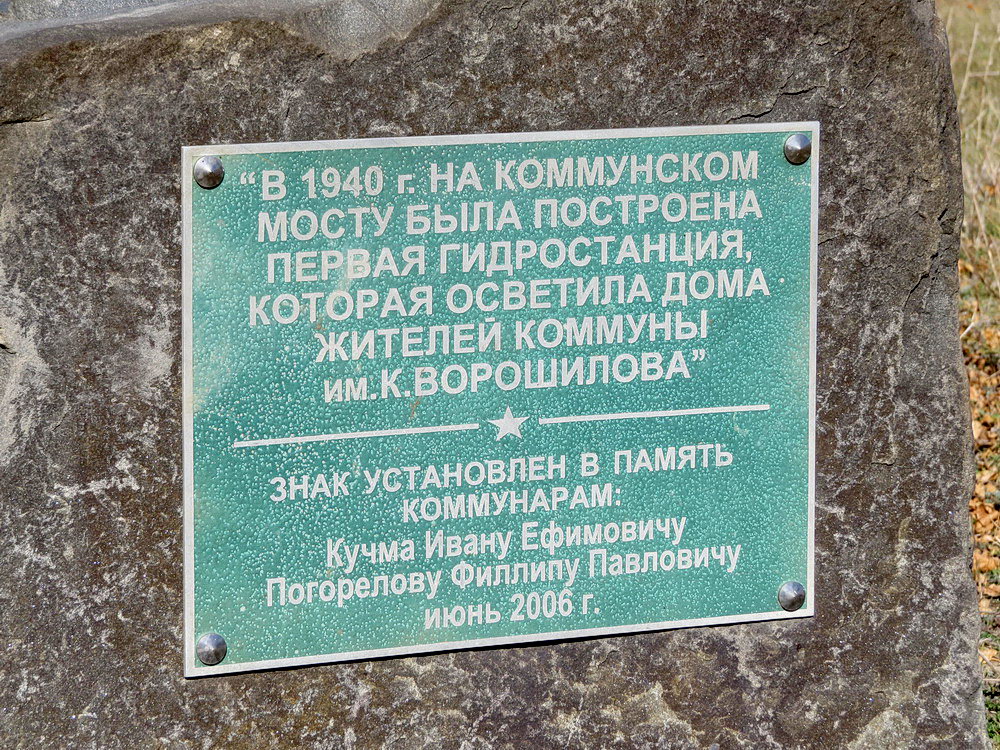 “В 1940 г. НА КОММУНСКОМ
МОСТУ БЫЛА ПОСТРОЕНА
ПЕРВАЯ ГИДРОСТАНЦИЯ,
КОТОРАЯ ОСВЕТИЛА ДОМА
ЖИТЕЛЕЙ КОММУНЫ
им.К.ВОРОШИЛОВА”
ЗНАК УСТАНОВЛЕН В ПАМЯТЬ
КОММУНАРАМ:
Кучма Ивану Ефимовичу
Погорелову Филлипу Павловичу
июнь 2006 г.